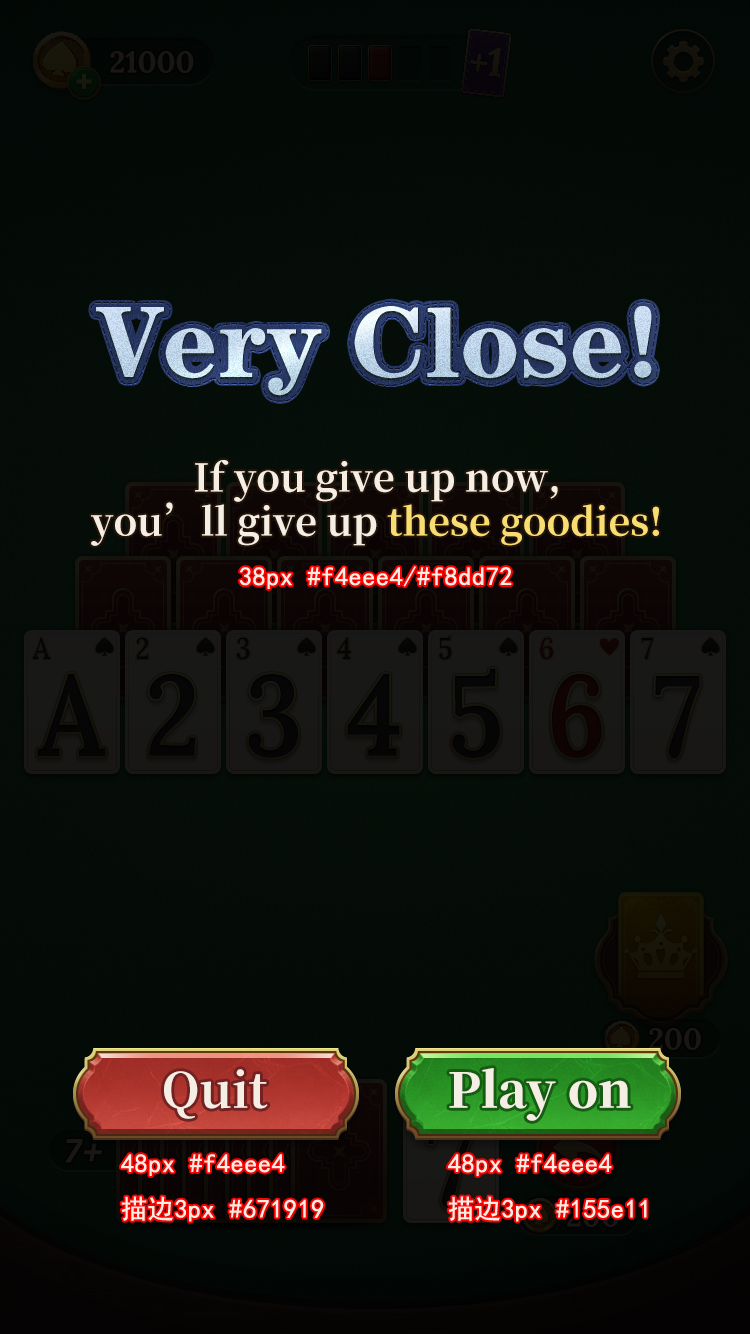 21000
+1
Very Close!
If you give up now,
you’ll give up these goodies!
38px #f4eee4/#f8dd72
A 2 3 4 5 6 7
A 2 3 4 5 6 7
200
Quit Play on
7+ 7
48px #f4eee4 48px #f4eee4
描边3px #671919 描边3px #155e11
200